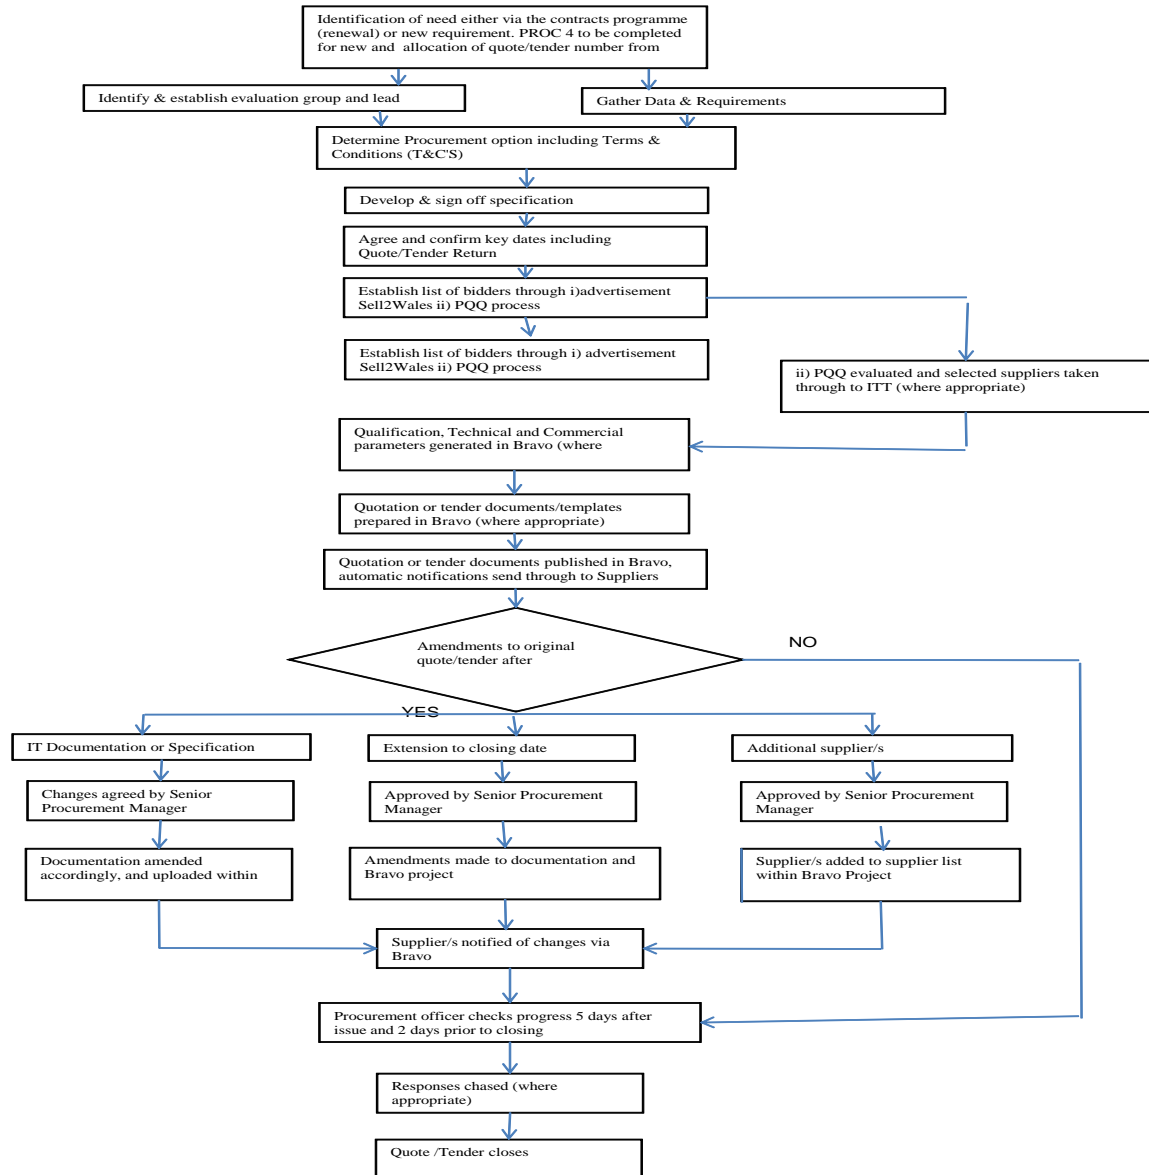 Identification of need either via the contracts programme
(renewal) or new requirement. PROC 4 to be completed
for new and allocation of quote/tender number from
Identify & establish evaluation group and lead
Gather Data & Requirements
Determine Procurement option including Terms &
Conditions (T&C'S)
Develop & sign off specification
Agree and confirm key dates including
Quote/Tender Return
Establish list of bidders through i)advertisement
Sell2Wales ii) PQQ process
Establish list of bidders through i) advertisement
Sell2Wales ii) PQQ process
ii) PQQ evaluated and selected suppliers taken
through to ITT (where appropriate)
Qualification, Technical and Commercial
parameters generated in Bravo (where
Quotation or tender documents/templates
prepared in Bravo (where appropriate)
Quotation or tender documents published in Bravo,
automatic notifications send through to Suppliers
Amendments to original
quote/tender after
NO
YES
IT Documentation or Specification
Extension to closing date
Additional supplier/s
Changes agreed by Senior
Procurement Manager
Approved by Senior Procurement
Manager
Approved by Senior Procurement
Manager
Documentation amended
accordingly, and uploaded within
Amendments made to documentation and
Bravo project
Supplier/s added to supplier list
within Bravo Project
Supplier/s notified of changes via
Bravo
Procurement officer checks progress 5 days after
issue and 2 days prior to closing
Responses chased (where
appropriate)
Quote /Tender closes